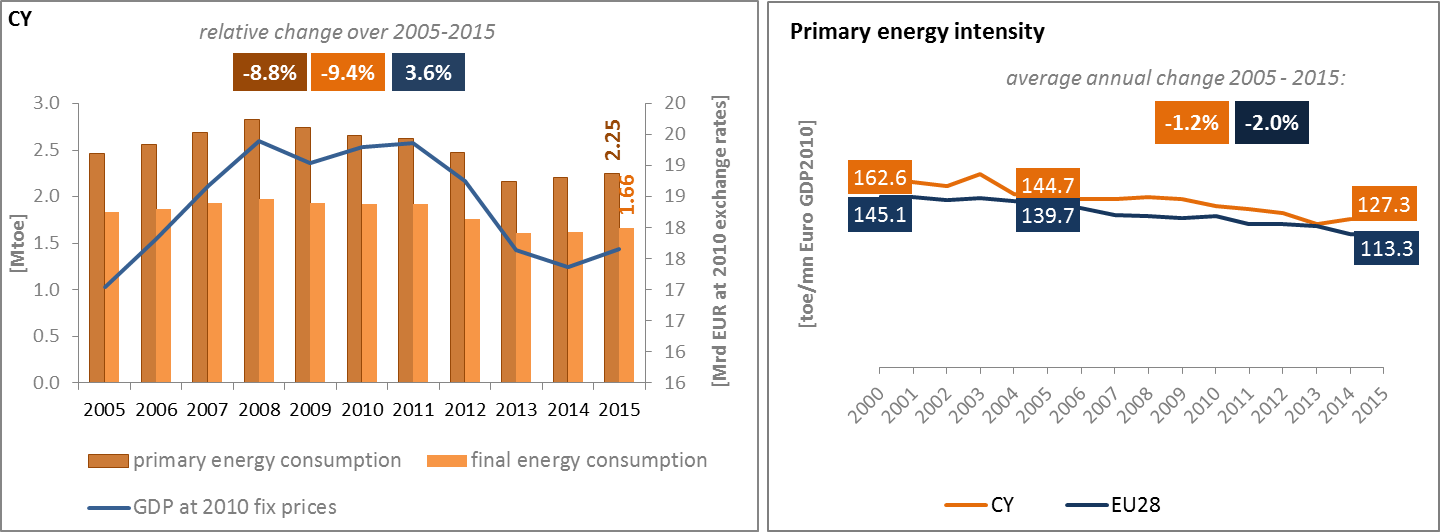 CY
relative change over 2005-2015
-8.8% -9.4% 3.6%
[Mtoe]
3.0
2.5
2.0
1.5
1.0
0.5
0.0
2.25
1.66
20
20
19
19
18
18
17
17
16
16
[Mrd EUR at 2010 exchange rates]
2005 2006 2007 2008 2009 2010 2011 2012 2013 2014 2015
primary energy consumption final energy consumption
GDP at 2010 fix prices
Primary energy intensity
average annual change 2005 - 2015:
-1.2% -2.0%
[toe/mn Euro GDP2010]
162.6 144.7 127.3
145.1 139.7 113.3
2000 2001 2002 2003 2004 2005 2006 2007 2008 2009 2010 2011 2012 2013 2014 2015
CY EU28